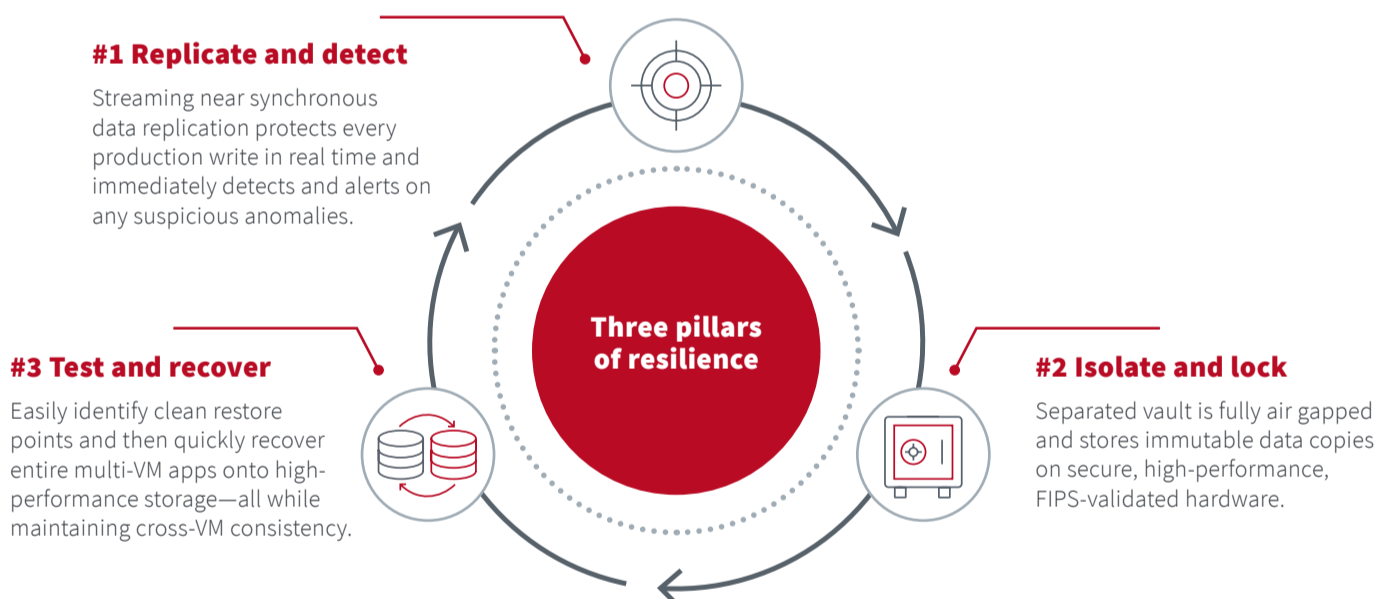 #1 Replicate and detect
Streaming near synchronous
data replication protects every
production write in real time and
immediately detects and alerts on
any suspicious anomalies.
Three pillars
of resilience
#2 Isolate and lock
Separated vault is fully air gapped
and stores immutable data copies
on secure, high-performance,
FIPS-validated hardware.
#3 Test and recover
Easily identify clean restore
points and then quickly recover
entire multi-VM apps onto high-
performance storage—all while
maintaining cross-VM consistency.